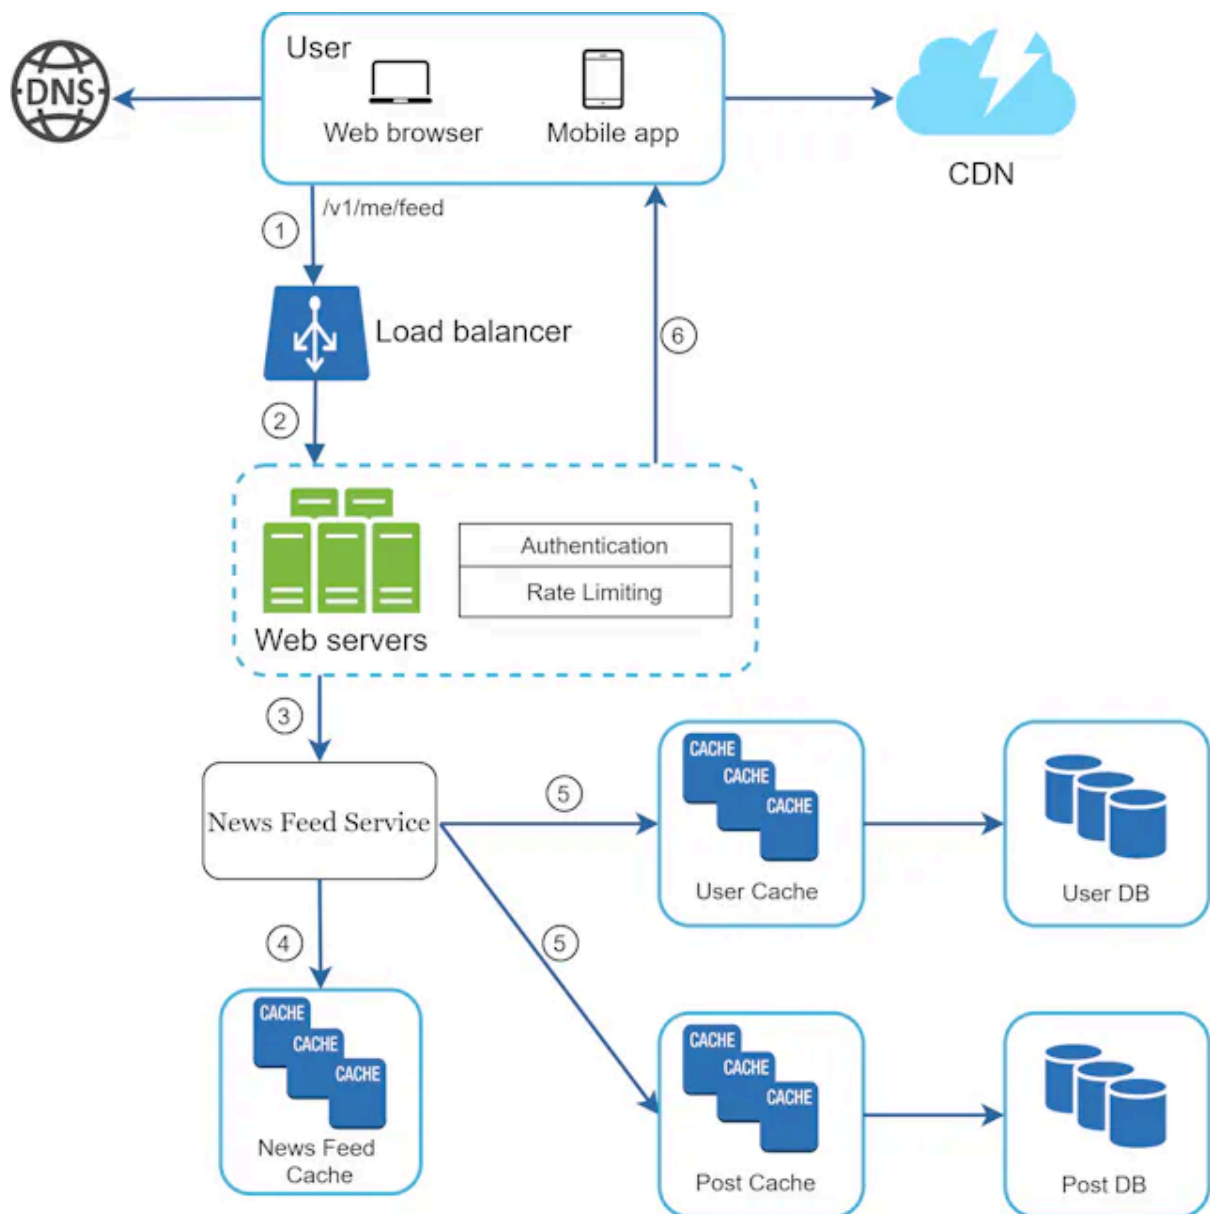 User
DNS
Web browser
Mobile app
CDN
/v1/me/feed
1
Load balancer
6
2
Authentication
Rate Limiting
Web servers
3
CACHE
CACHE
CACHE
User Cache
User DB
News Feed Service
5
4
5
CACHE
CACHE
CACHE
News Feed
Cache
CACHE
CACHE
CACHE
Post Cache
Post DB